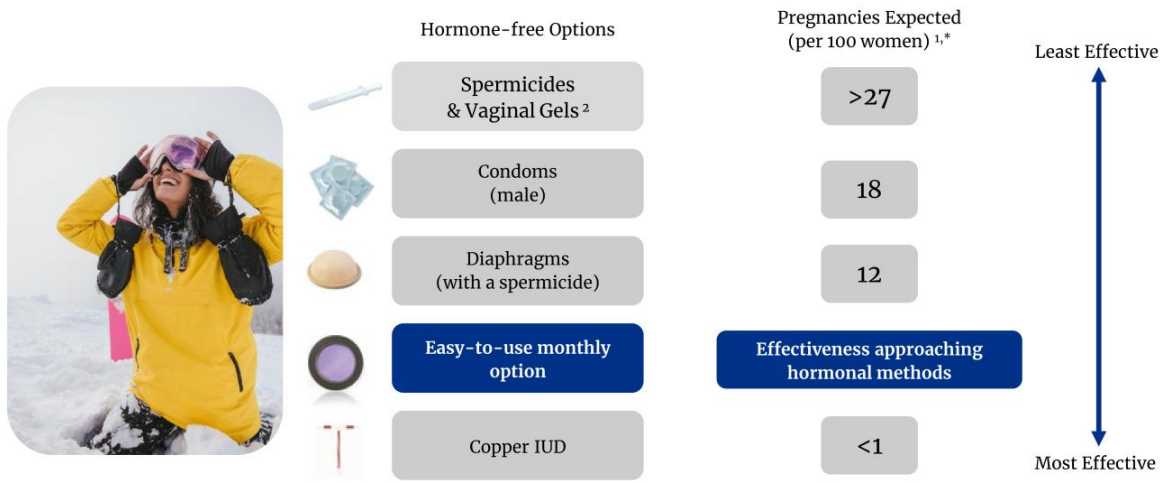 Hormone-free Options
Pregnancies Expected
(per 100 women) ¹,*
Least Effective
Spermicides
& Vaginal Gels ²
>27
Condoms
(male)
18
Diaphragms
(with a spermicide)
12
Easy-to-use monthly
option
Effectiveness approaching
hormonal methods
Copper IUD
<1
Most Effective